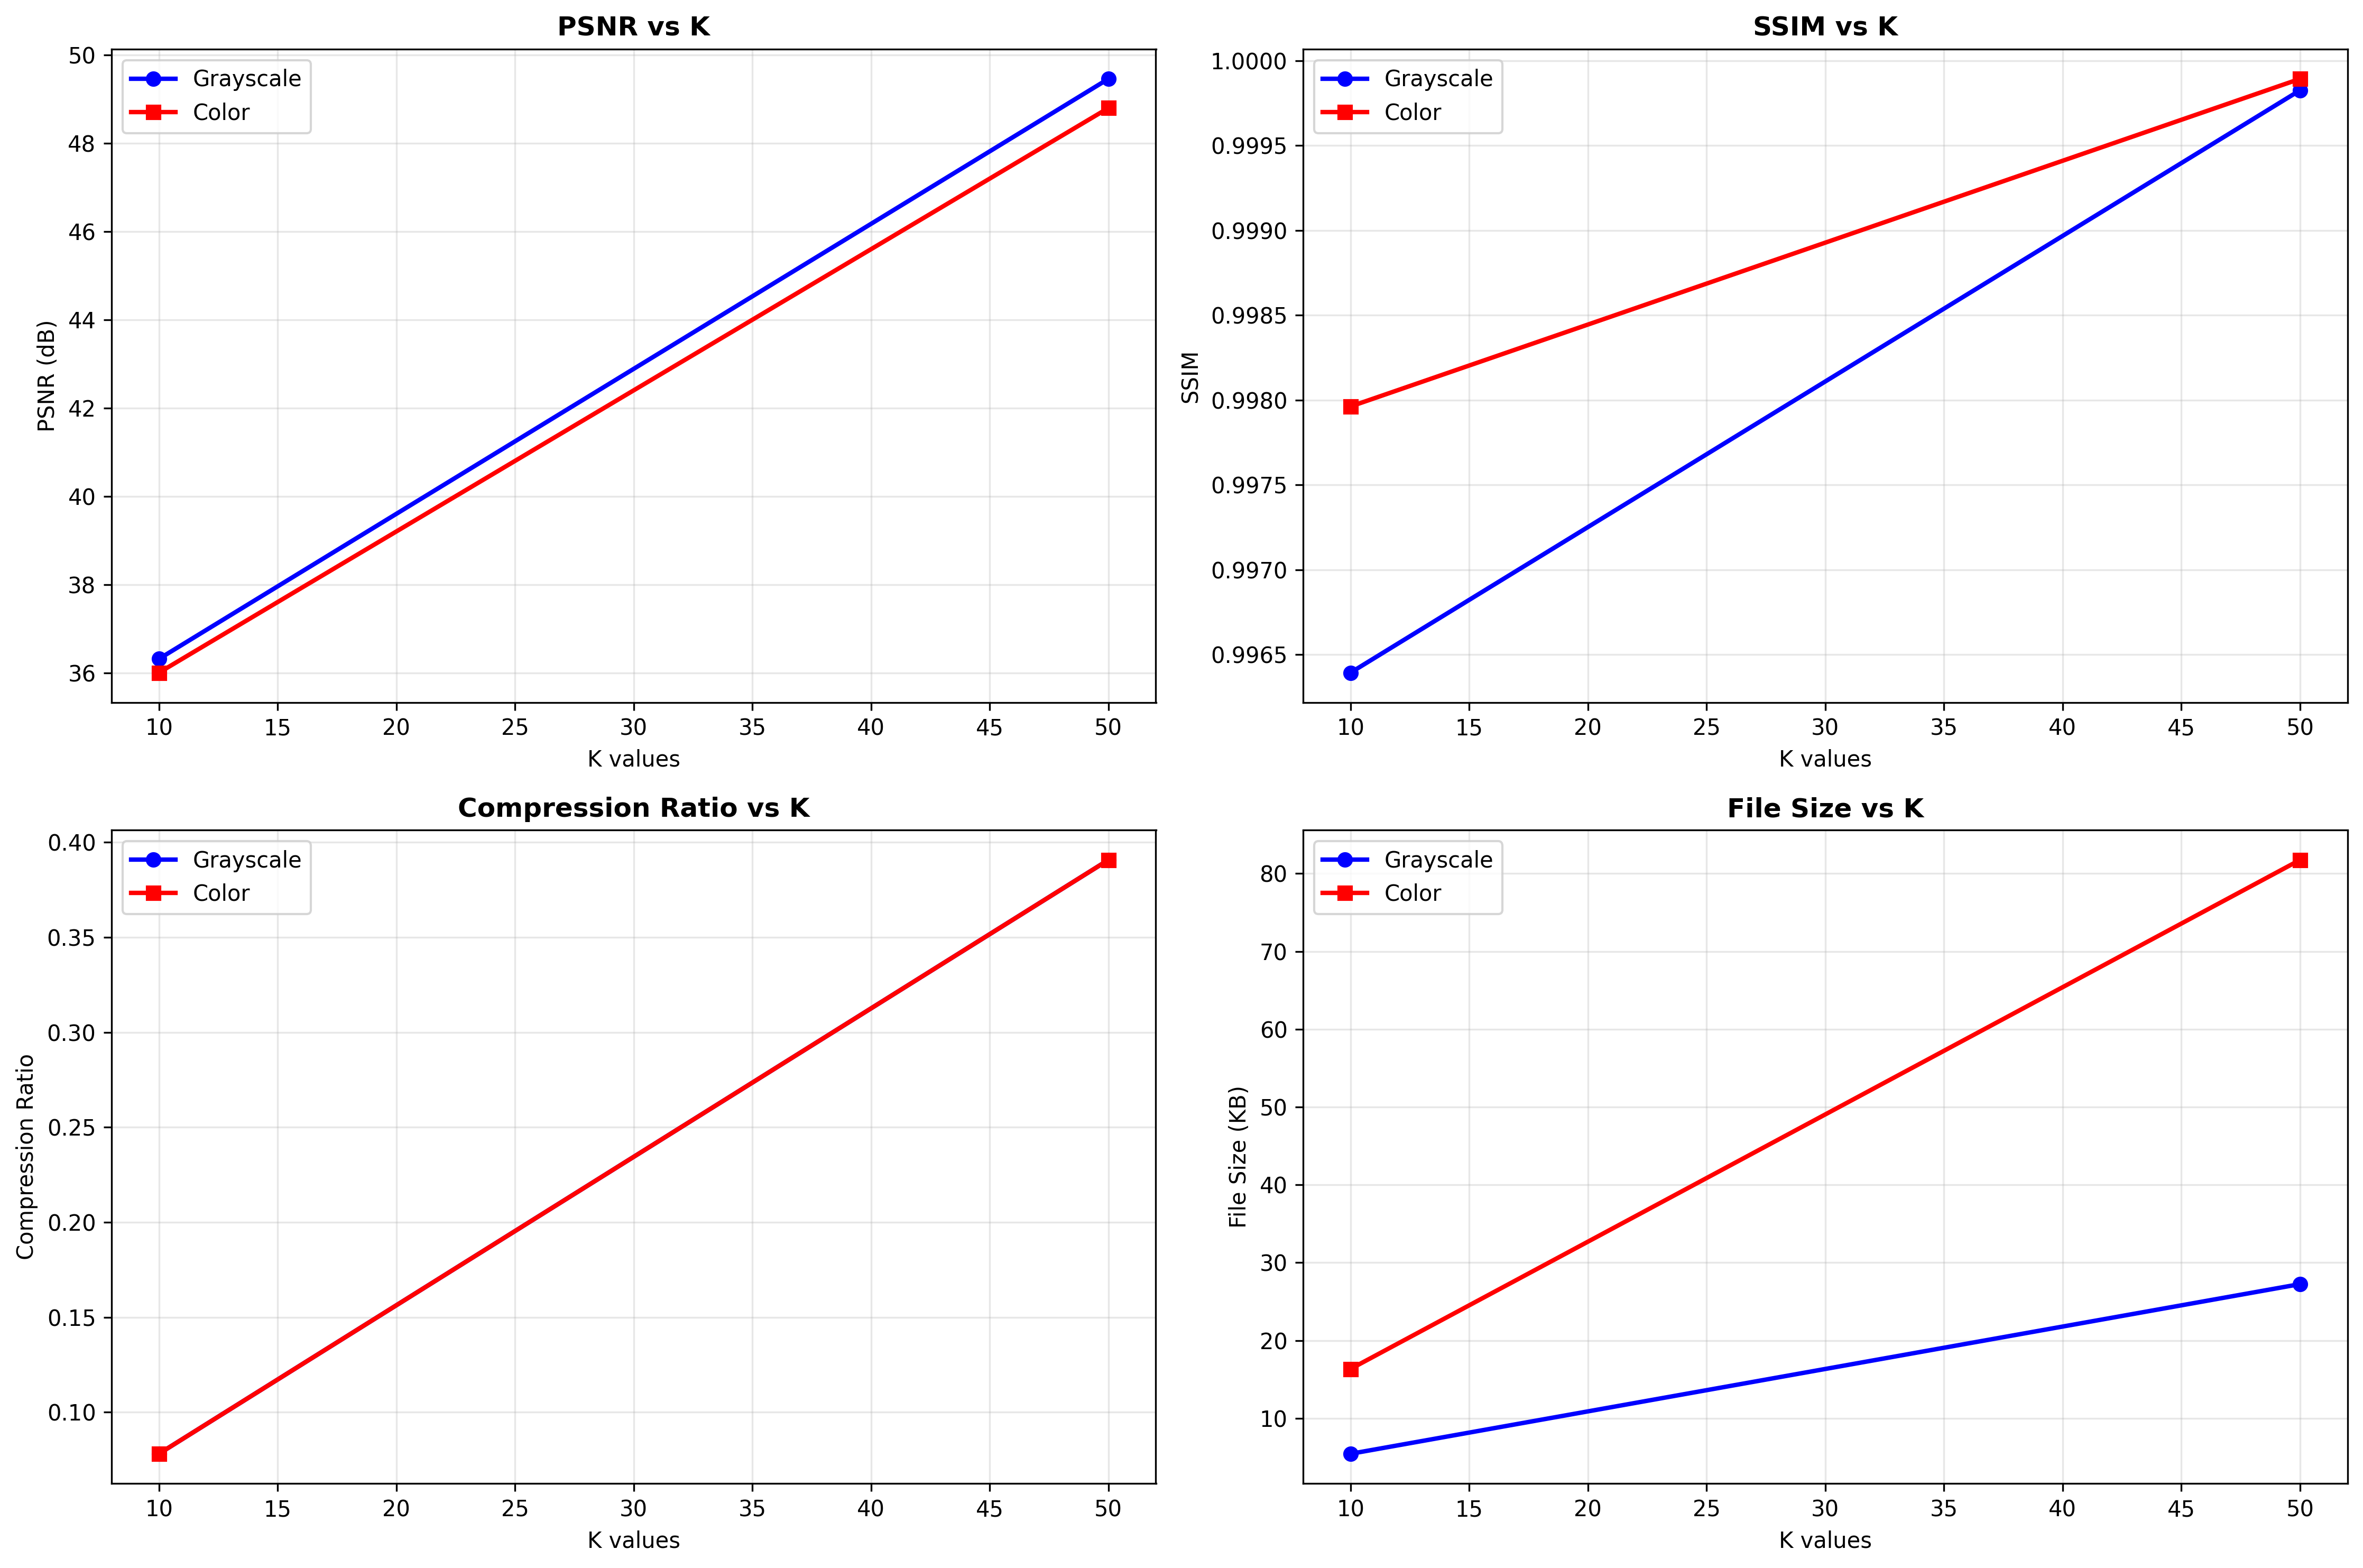 PSNR vs K
50
48
46
44
42
40
38
36
PSNR (dB)
Grayscale
Color
10 15 20 25 30 35 40 45 50
K values
SSIM vs K
1.0000
0.9995
0.9990
0.9985
0.9980
0.9975
0.9970
0.9965
SSIM
Grayscale
Color
10 15 20 25 30 35 40 45 50
K values
Compression Ratio vs K
0.40
0.35
0.30
0.25
0.20
0.15
0.10
Compression Ratio
Grayscale
Color
10 15 20 25 30 35 40 45 50
K values
File Size vs K
80
70
60
50
40
30
20
10
File Size (KB)
Grayscale
Color
10 15 20 25 30 35 40 45 50
K values